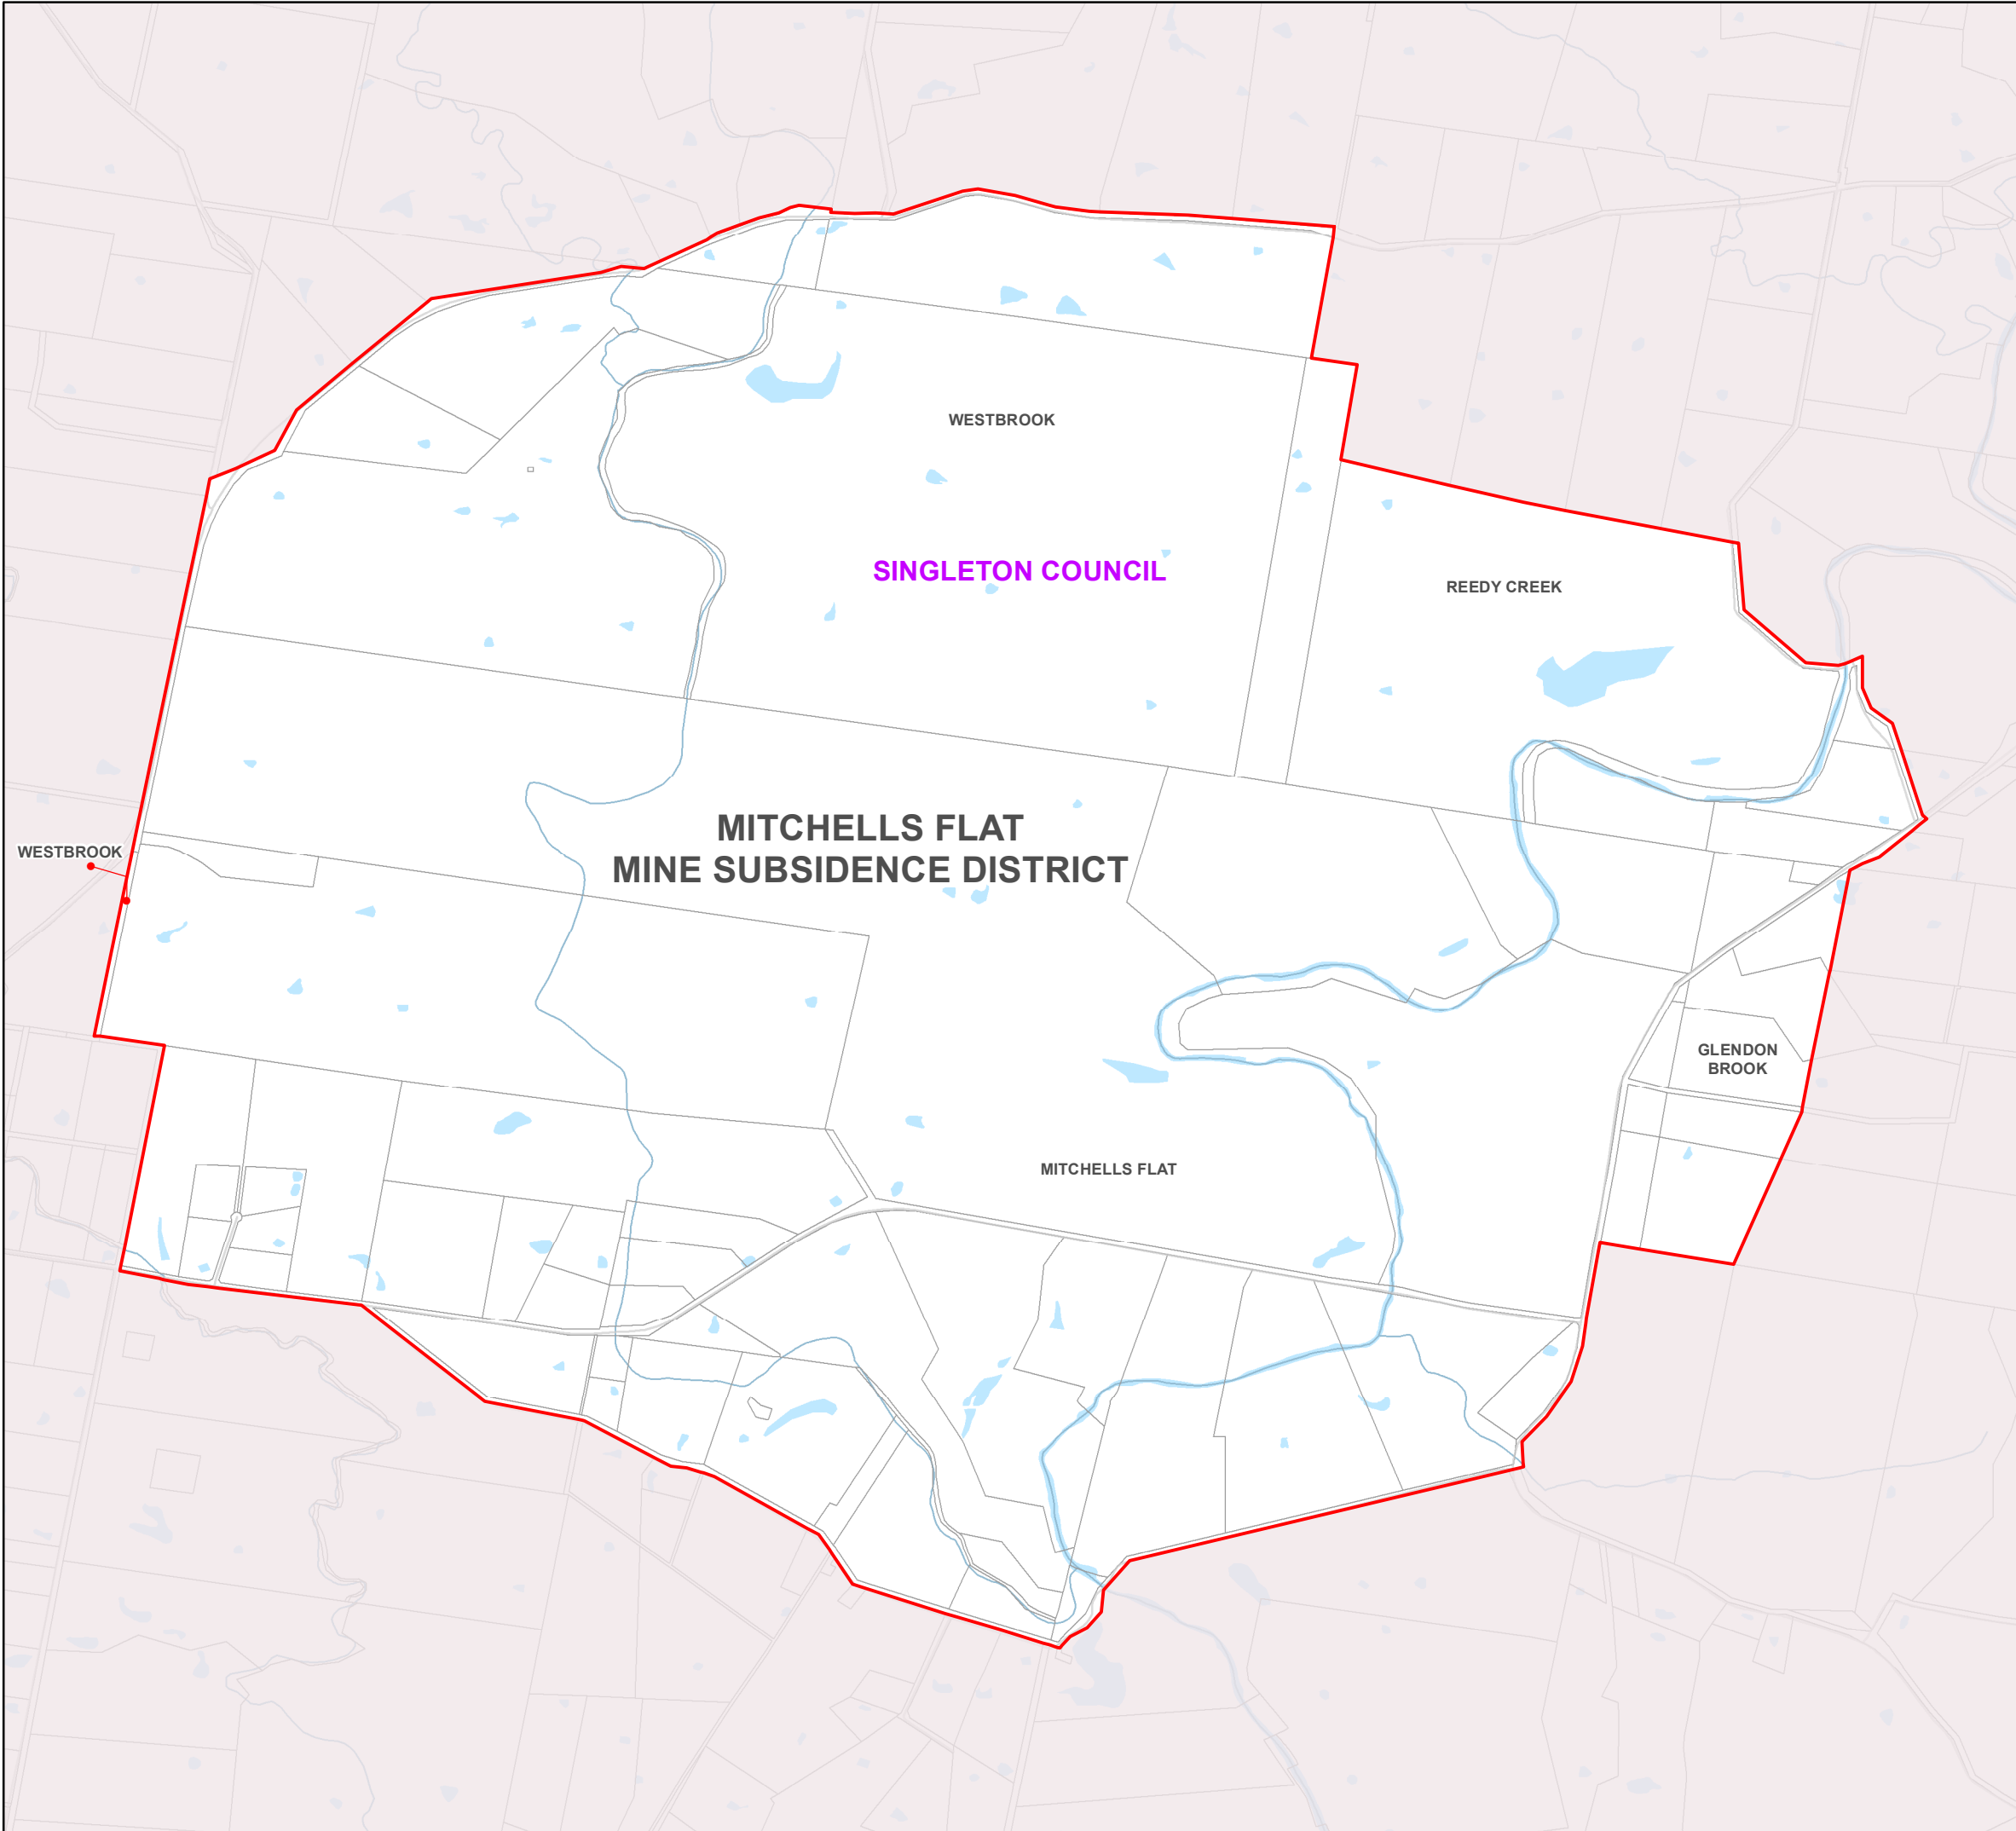 WESTBROOK
SINGLETON COUNCIL
REEDY CREEK
MITCHELLS FLAT
MINE SUBSIDENCE DISTRICT
WESTBROOK
GLENDON
BROOK
MITCHELLS FLAT